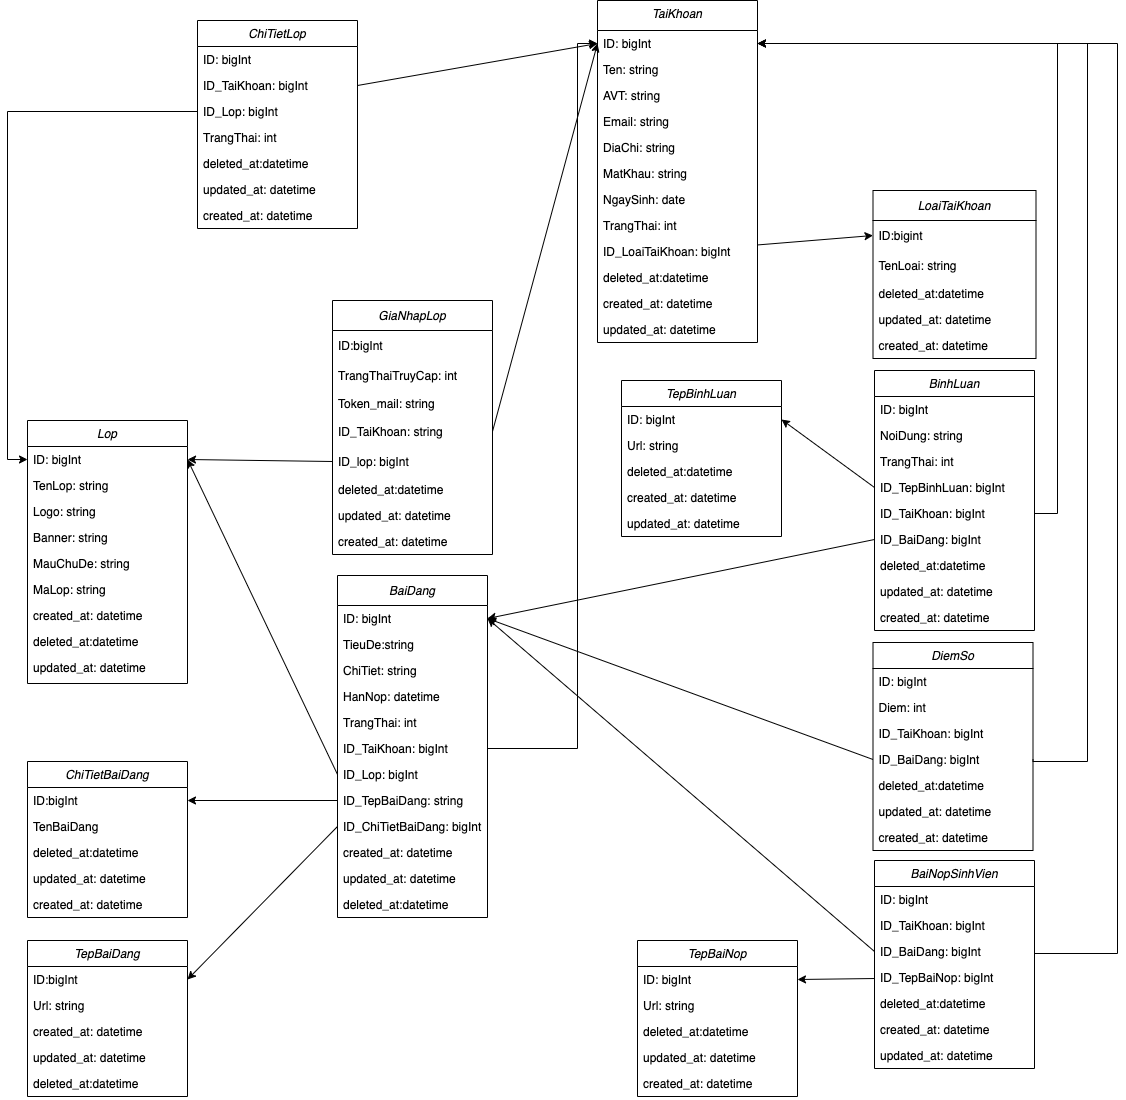 ChiTietLop
ID: bigInt
ID_TaiKhoan: bigInt
ID_Lop: bigInt
TrangThai: int
deleted_at:datetime
updated_at: datetime
created_at: datetime
TaiKhoan
ID: bigInt
Ten: string
AVT: string
Email: string
DiaChi: string
MatKhau: string
NgaySinh: date
TrangThai: int
ID_LoaiTaiKhoan: bigInt
deleted_at:datetime
created_at: datetime
updated_at: datetime
LoaiTaiKhoan
ID:bigint
TenLoai: string
deleted_at:datetime
updated_at: datetime
created_at: datetime
GiaNhapLop
ID:bigInt
TrangThaiTruyCap: int
Token_mail: string
ID_TaiKhoan: string
ID_lop: bigInt
deleted_at:datetime
updated_at: datetime
created_at: datetime
Lop
ID: bigInt
TenLop: string
Logo: string
Banner: string
MauChuDe: string
MaLop: string
created_at: datetime
deleted_at: datetime
updated_at: datetime
TepBinhLuan
ID: bigInt
Url: string
deleted_at:datetime
created_at: datetime
updated_at: datetime
BinhLuan
ID: bigInt
NoiDung: string
TrangThai: int
ID_TepBinhLuan: bigInt
ID_TaiKhoan: bigInt
ID_BaiDang: bigInt
deleted_at:datetime
updated_at: datetime
created_at: datetime
BaiDang
ID: bigInt
TieuDe:string
ChiTiet: string
HanNop: datetime
TrangThai: int
ID_TaiKhoan: bigInt
ID_Lop: bigInt
ID_TepBaiDang: string
ID_ChiTietBaiDang: bigInt
created_at: datetime
updated_at: datetime
deleted_at:datetime
DiemSo
ID: bigInt
Diem: int
ID_TaiKhoan: bigInt
ID_BaiDang: bigInt
deleted_at:datetime
updated_at: datetime
created_at: datetime
ChiTietBaiDang
ID:bigInt
TenBaiDang
deleted_at:datetime
updated_at: datetime
created_at: datetime
BaiNopSinhVien
ID: bigInt
ID_TaiKhoan: bigInt
ID_BaiDang: bigInt
ID_TepBaiNop: bigInt
deleted_at:datetime
created_at: datetime
updated_at: datetime
TepBaiDang
ID:bigInt
Url: string
created_at: datetime
updated_at: datetime
deleted_at:datetime
TepBaiNop
ID: bigInt
Url: string
deleted_at:datetime
updated_at: datetime
created_at: datetime